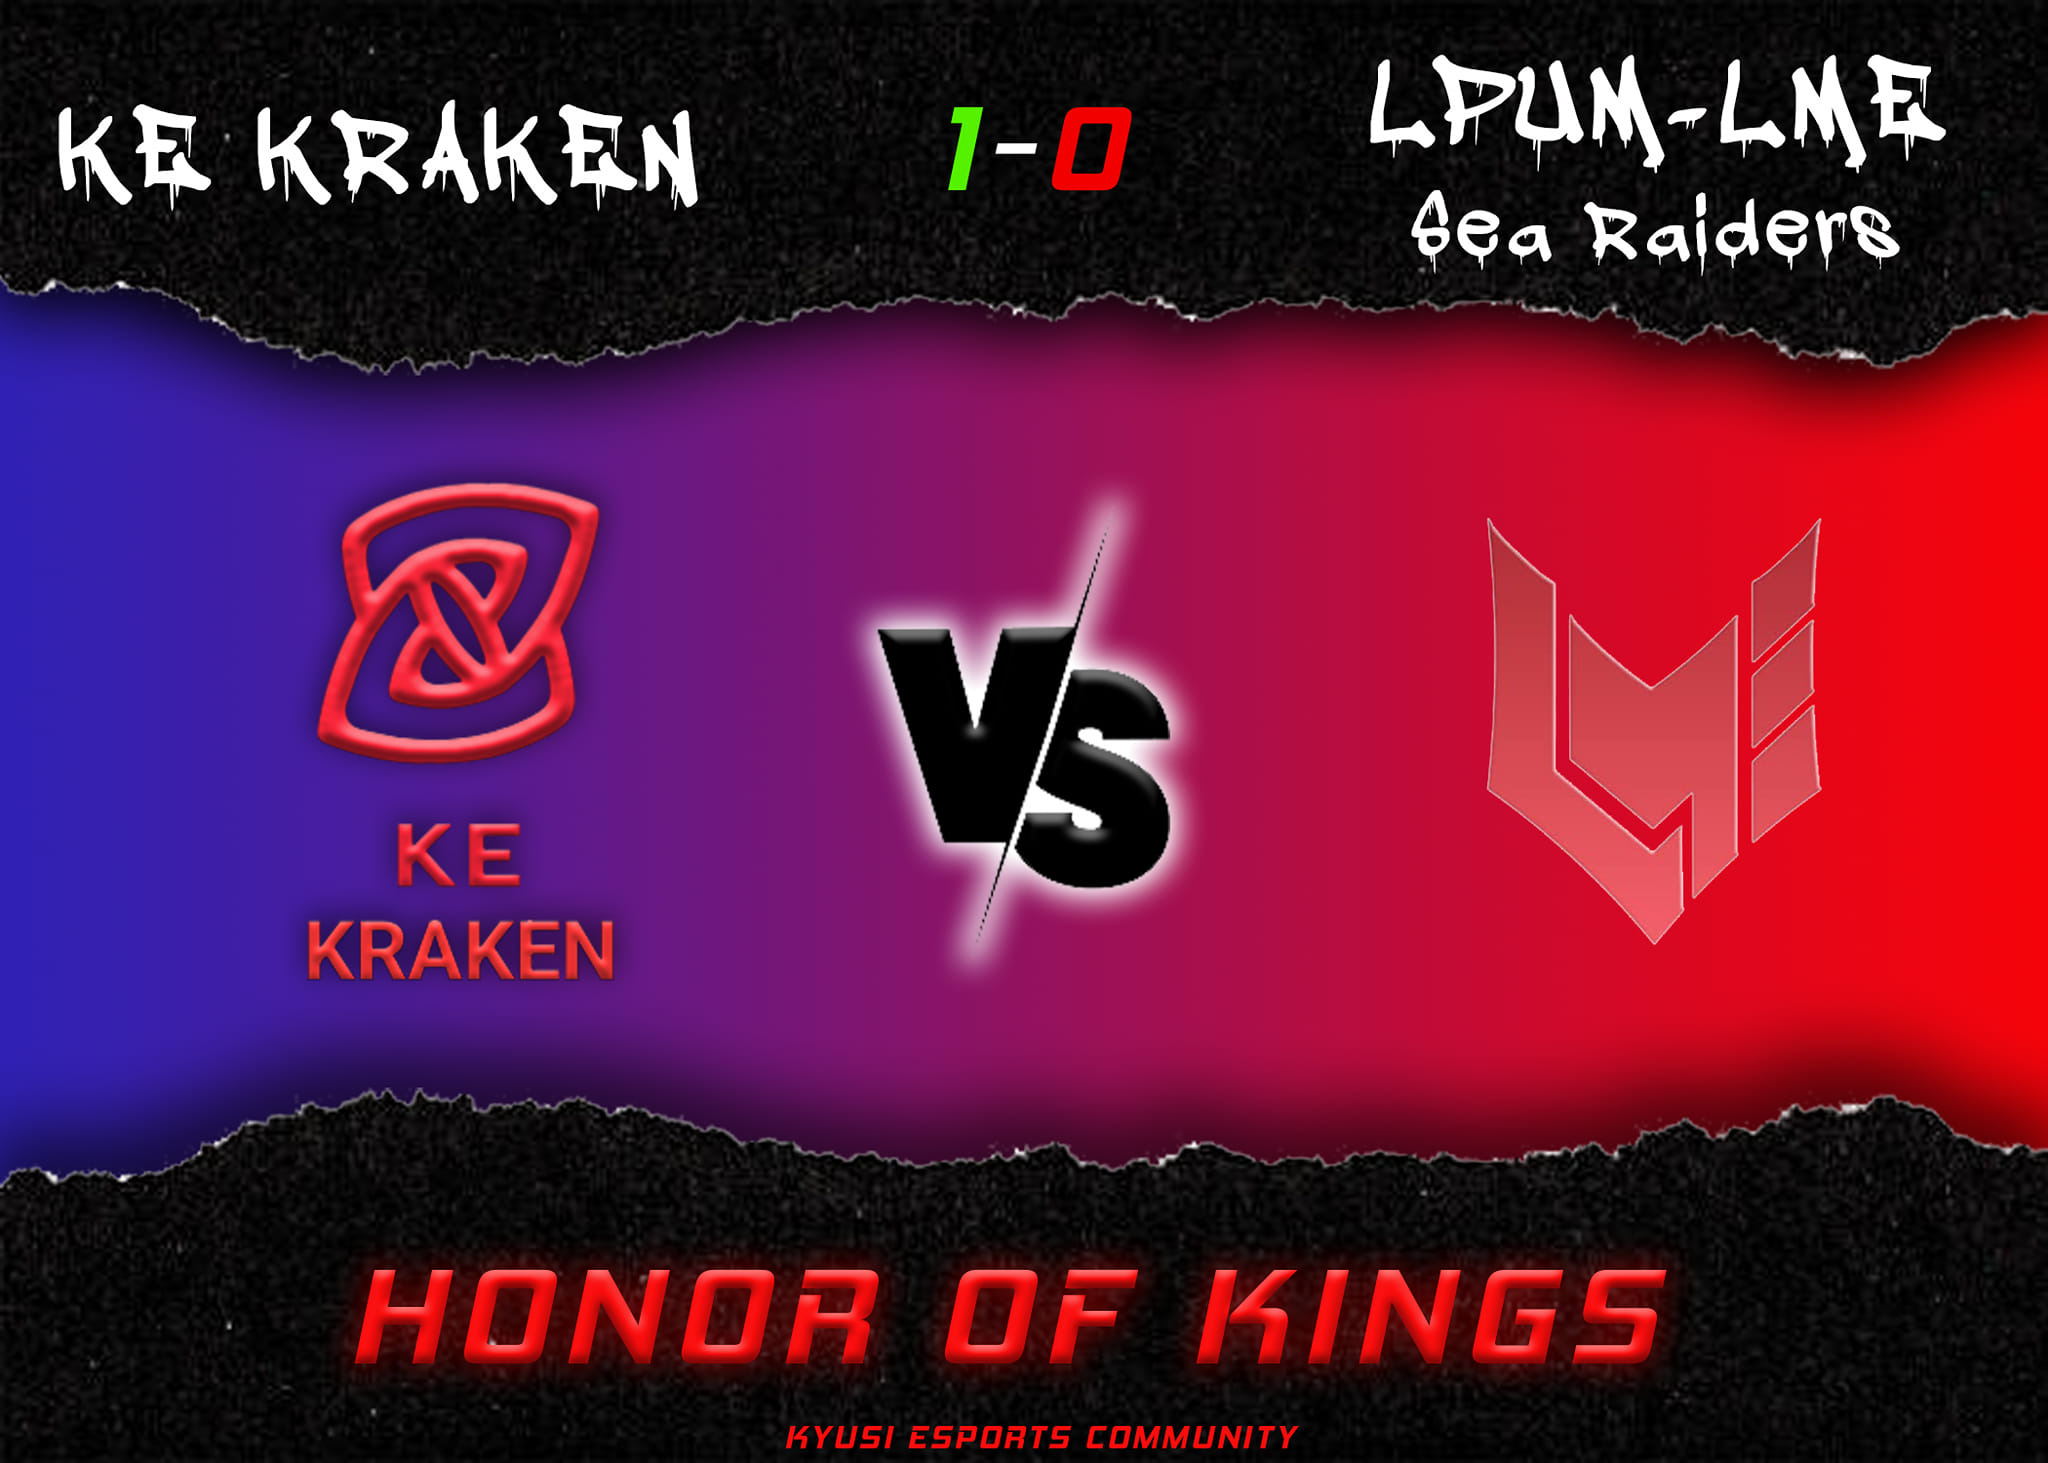 KE KRAKEN
1-0
LPUM-LME
Sea Raiders
VS
KE
KRAKEN
HONOR OF KINGS
KYUSI ESPORTS COMMUNITY